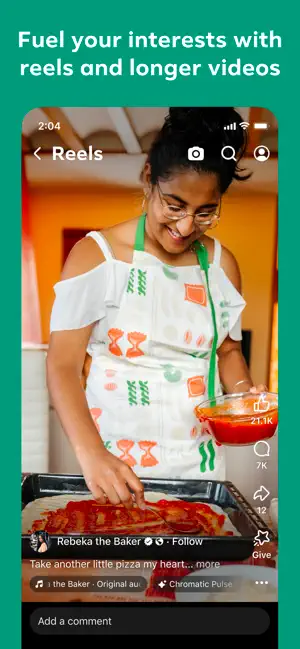 Fuel your interests with
reels and longer videos
2:04
Reels
21.1K
7K
12
Rebeka the Baker · Follow
Give
Take another little pizza my heart... more
a the Baker · Original au
Chromatic Pulse
Add a comment